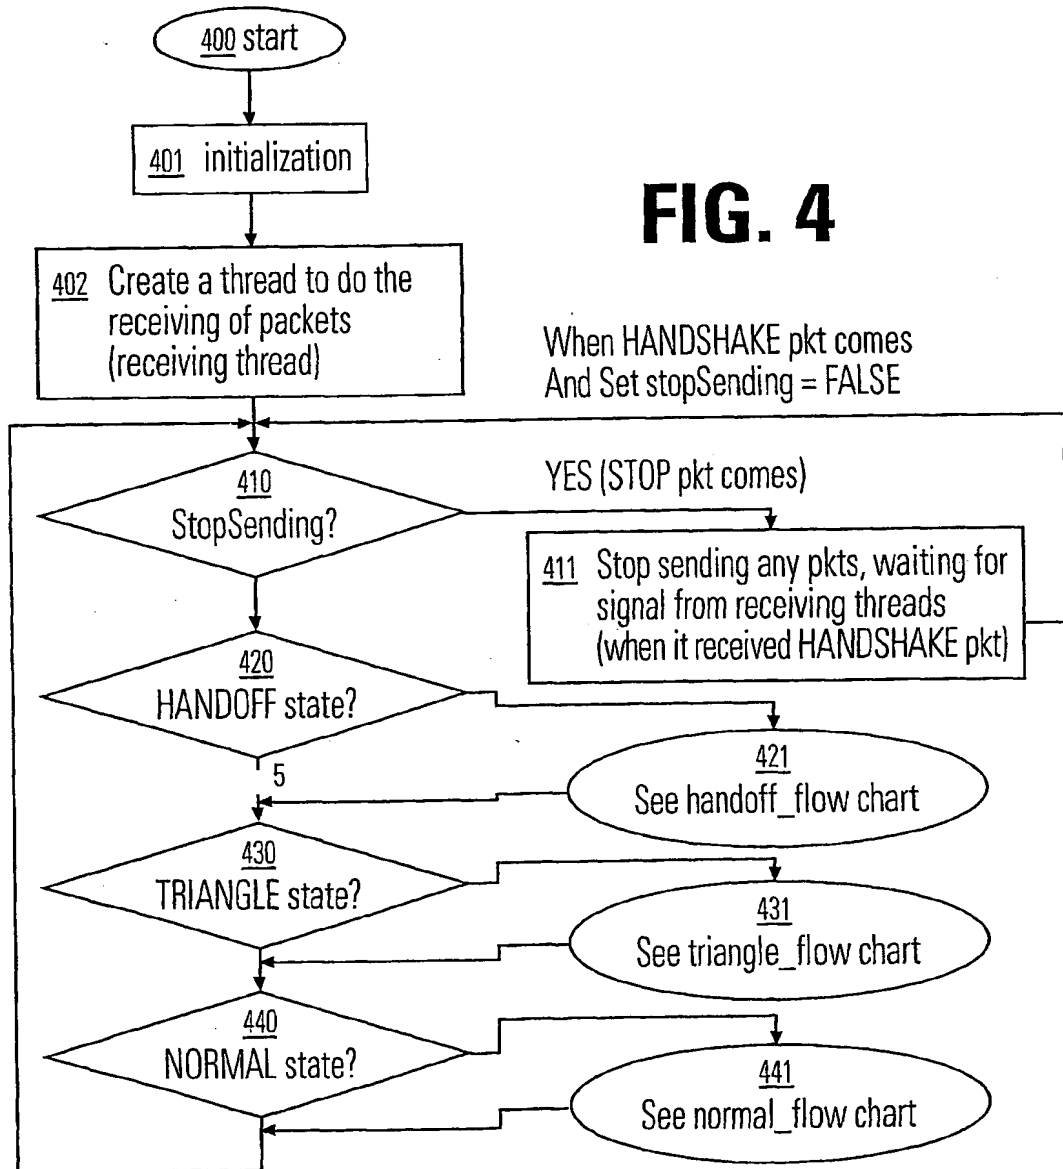 400 start
401 initialization
FIG. 4
402 Create a thread to do the
receiving of packets
(receiving thread)
When HANDSHAKE pkt comes
And Set stopSending = FALSE
410
StopSending?
YES (STOP pkt comes)
411 Stop sending any pkts, waiting for
signal from receiving threads
(when it received HANDSHAKE pkt)
420
HANDOFF state?
5
421
See handoff_flow chart
430
TRIANGLE state?
431
See triangle_flow chart
440
NORMAL state?
441
See normal_flow chart